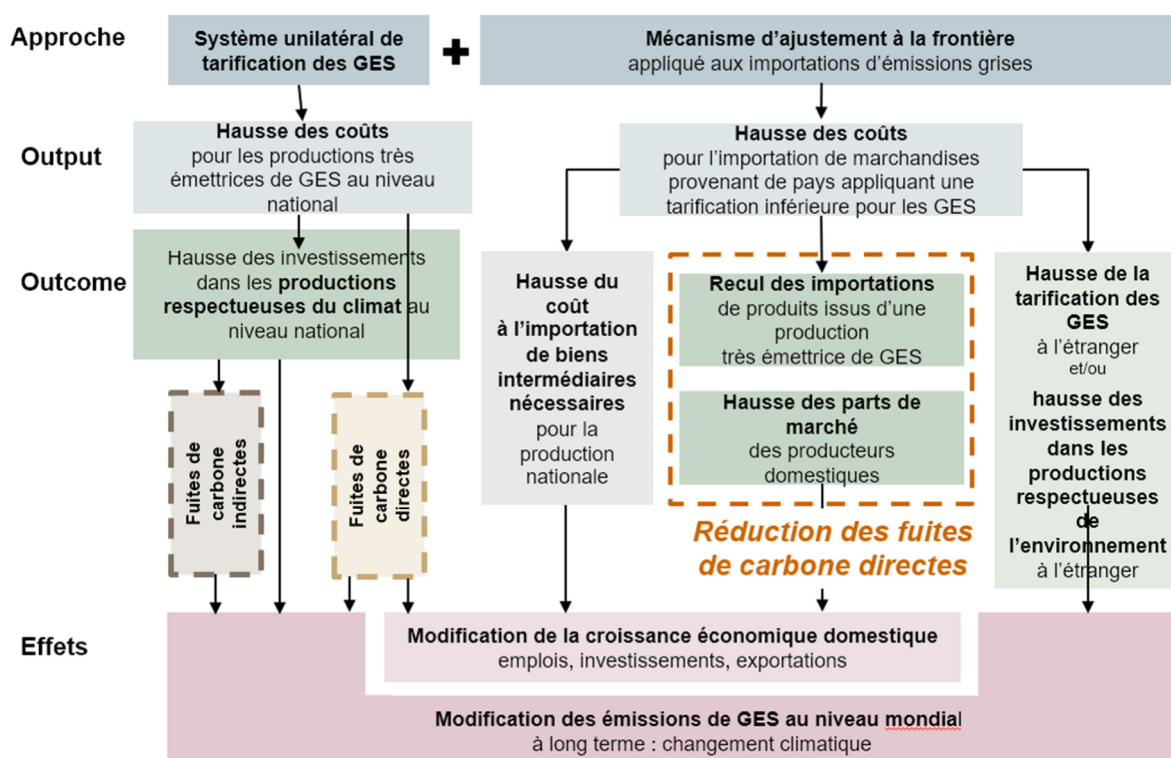 Approche
Système unilatéral de
tarification des GES
+
Mécanisme d'ajustement à la frontière
appliqué aux importations d'émissions grises
Output
Hausse des coûts
pour les productions très
émettrices de GES au niveau
national
Hausse des coûts
pour l'importation de marchandises
provenant de pays appliquant une
tarification inférieure pour les GES
Outcome
Hausse des investissements
dans les productions
respectueuses du climat au
niveau national
Fuites de
carbone
indirectes
Fuites de
carbone
directes
Hausse du
coût
à l'importation
de biens
intermédiaires
nécessaires
pour la
production
nationale
Recul des importations
de produits issus d'une
production
très émettrice de GES
Hausse des parts de
marché
des producteurs
domestiques
Réduction des fuites
de carbone directes
Hausse de la
tarification des
GES
à l'étranger
et/ou
hausse des
investissements
dans les
productions
respectueuses
de
l'environnement
à l'étranger
Effets
Modification de la croissance économique domestique
emplois, investissements, exportations
Modification des émissions de GES au niveau mondial
à long terme : changement climatique